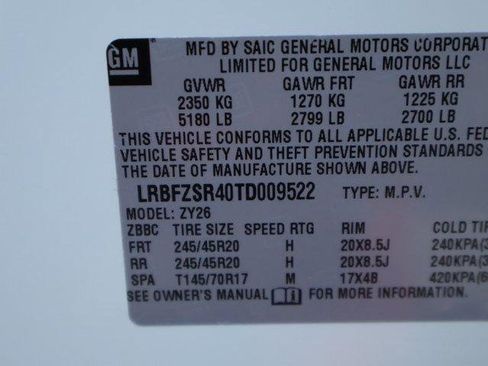 GM
MFD BY SAIC GENERAL MOTORS CORPORAT
LIMITED FOR GENERAL MOTORS LLC
GVWR GAWR FRT GAWR RR
2350 KG 1270 KG 1225 KG
5180 LB 2799 LB 2700 LB
THIS VEHICLE CONFORMS TO ALL APPLICABLE U.S. FED
VEHICLE SAFETY AND THEFT PREVENTION STANDARDS
THE DATE OF MANUFACTURE SHOWN ABOVE.
LRBFZSR40TD009522 TYPE: M.P.V.
MODEL: ZY26
ZBBC TIRE SIZE SPEED RTG RIM COLD TI
FRT 245/45R20 H 20X8.5J 240KPA(3
RR 245/45R20 H 20X8.5J 240KPA(3
SPA T145/70R17 M 17X4B 420KPA(6
SEE OWNER'S MANUAL FOR MORE INFORMATION.